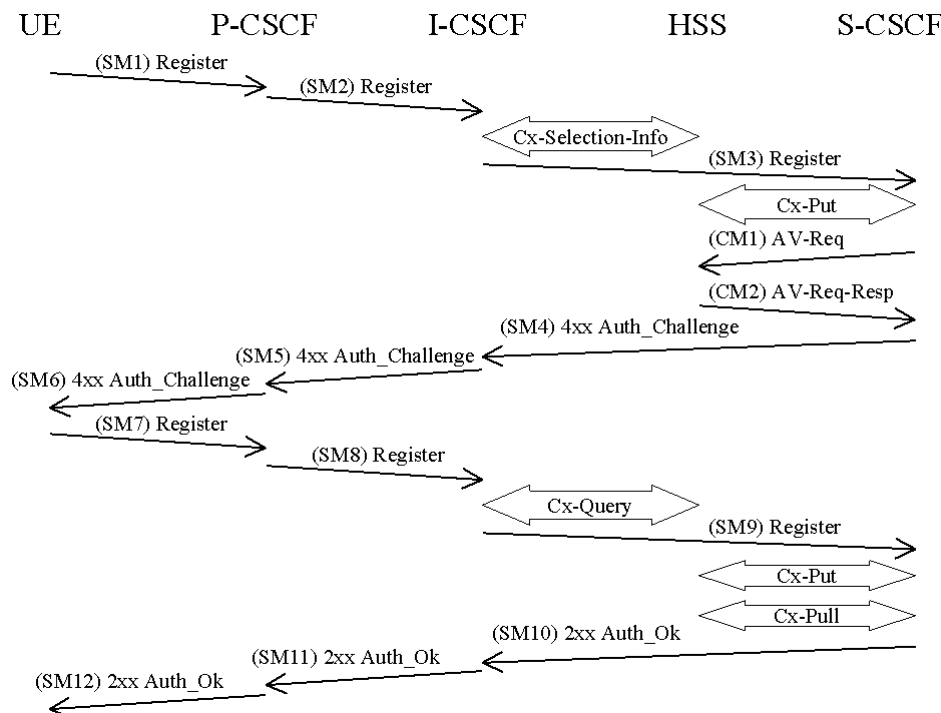 UE P-CSCF I-CSCF HSS S-CSCF
(SM1) Register
(SM2) Register
Cx-Selection-Info
(SM3) Register
Cx-Put
(CM1) AV-Req
(CM2) AV-Req-Resp
(SM4) 4xx Auth_Challenge
(SM5) 4xx Auth_Challenge
(SM6) 4xx Auth_Challenge
(SM7) Register
(SM8) Register
Cx-Query
(SM9) Register
Cx-Put
Cx-Pull
(SM10) 2xx Auth_Ok
(SM11) 2xx Auth_Ok
(SM12) 2xx Auth_Ok